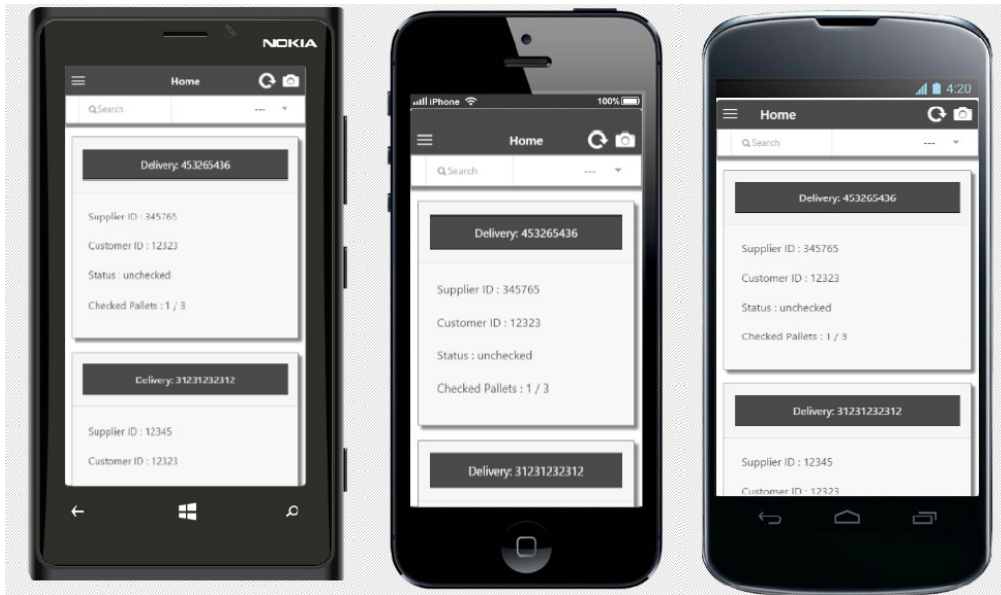 NOKIA
Home
Search
---
Delivery: 453265436
Supplier ID : 345765
Customer ID : 12323
Status : unchecked
Checked Pallets : 1 / 3
Delivery: 31231232312
Supplier ID : 12345
Customer ID : 12323
iPhone
100%
Home
Search
---
Delivery: 453265436
Supplier ID : 345765
Customer ID : 12323
Status : unchecked
Checked Pallets : 1 / 3
Delivery: 31231232312
4:20
Home
Search
---
Delivery: 453265436
Supplier ID : 345765
Customer ID : 12323
Status : unchecked
Checked Pallets : 1 / 3
Delivery: 31231232312
Supplier ID : 12345
Customer ID : 12323